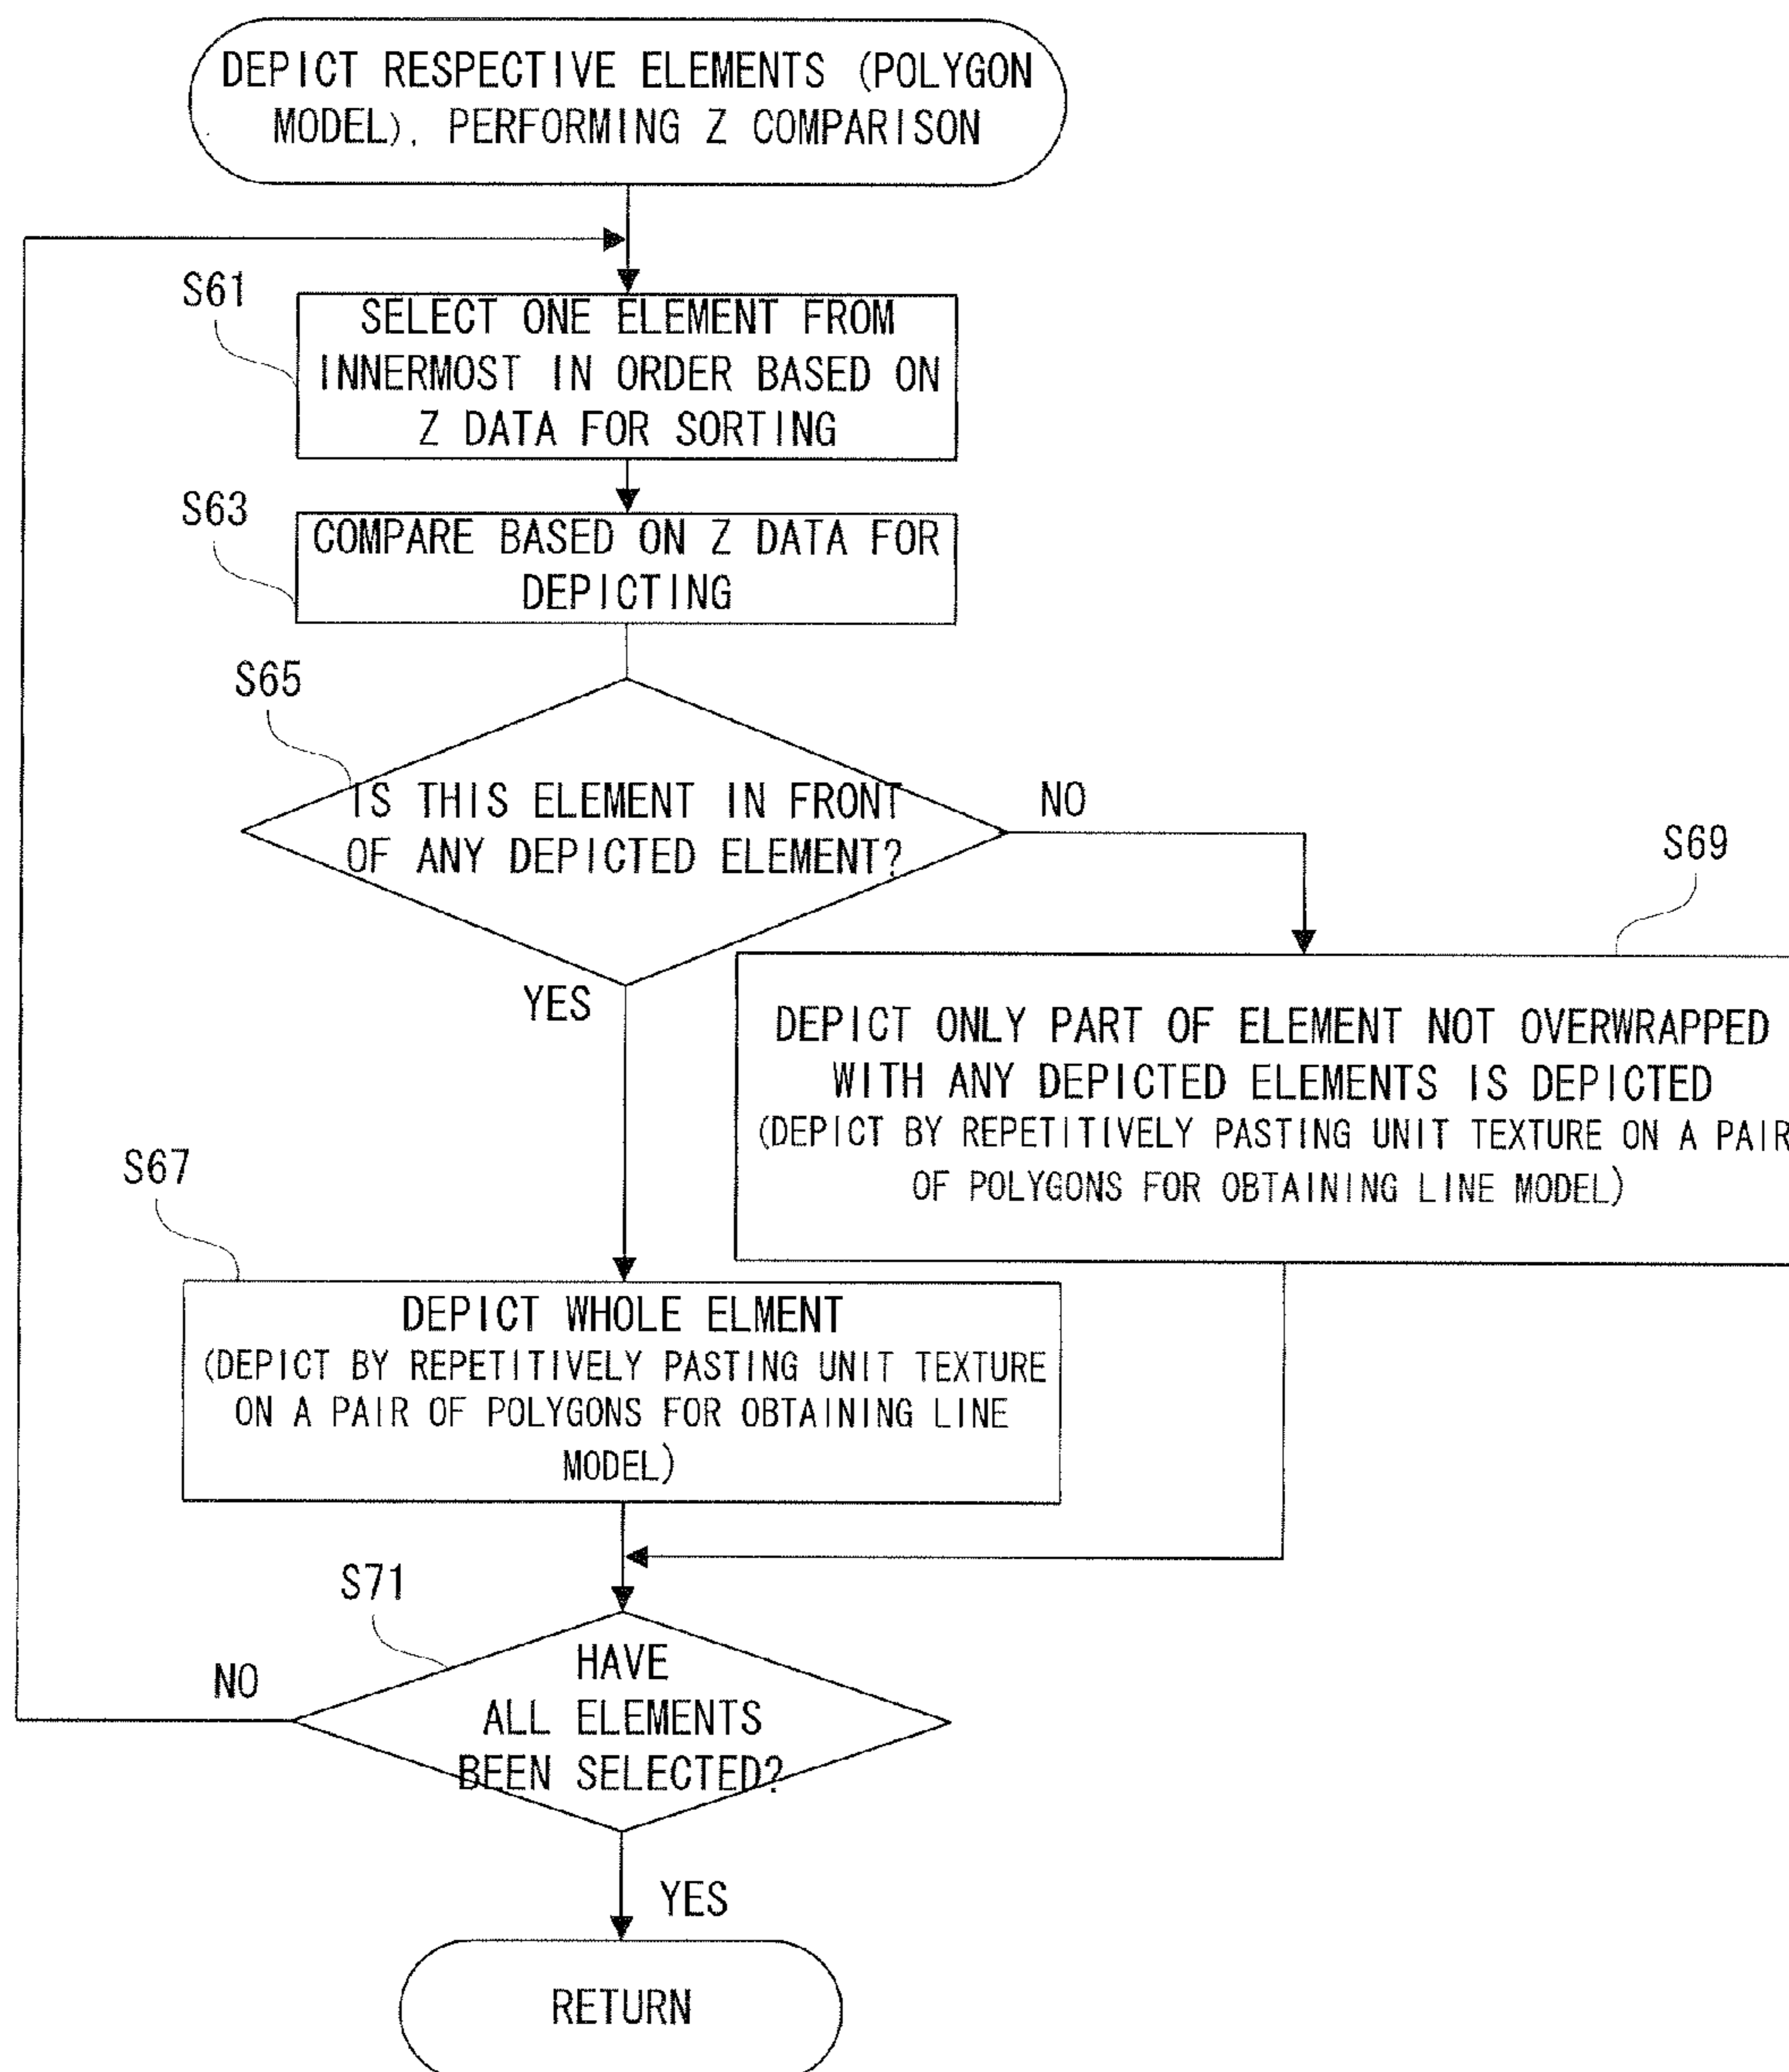 DEPICT RESPECTIVE ELEMENTS (POLYGON
MODEL), PERFORMING Z COMPARISON
S61
SELECT ONE ELEMENT FROM
INNERMOST IN ORDER BASED ON
Z DATA FOR SORTING
S63
COMPARE BASED ON Z DATA FOR
DEPICTING
S65
IS THIS ELEMENT IN FRONT
OF ANY DEPICTED ELEMENT?
NO
S69
YES
DEPICT ONLY PART OF ELEMENT NOT OVERWRAPPED
WITH ANY DEPICTED ELEMENTS IS DEPICTED
(DEPICT BY REPETITIVELY PASTING UNIT TEXTURE ON A PAIR
OF POLYGONS FOR OBTAINING LINE MODEL)
S67
DEPICT WHOLE ELMENT
(DEPICT BY REPETITIVELY PASTING UNIT TEXTURE
ON A PAIR OF POLYGONS FOR OBTAINING LINE
MODEL)
S71
HAVE
ALL ELEMENTS
BEEN SELECTED?
NO
YES
RETURN